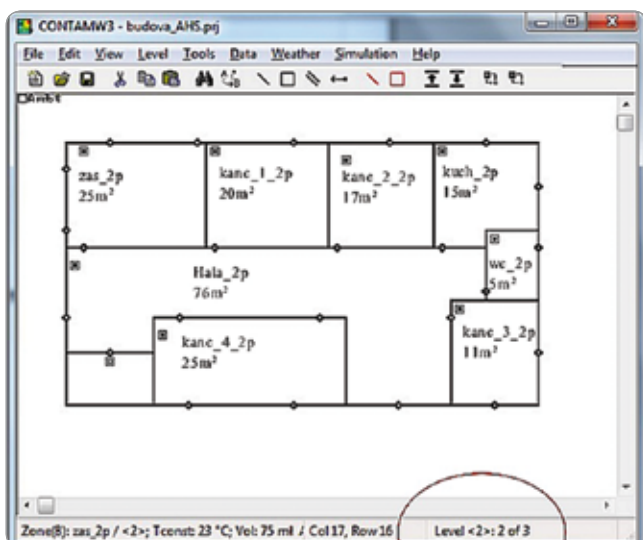 CONTAMW3 - budova_AHS.prj
File Edit View Level Tools Data Weather Simulation Help
Ambt
zas_2p
25m²
kanc_1_2p
20m²
kanc_2_2p
17m²
kuch_2p
15m²
Hala_2p
76m²
wc_2p
5m²
kanc_4_2p
25m²
kanc_3_2p
11m²
Zone(8): zas_2p / <2>; Tconst: 23 °C; Vol: 75 Col 17, Row 16 Level <2>: 2 of 3